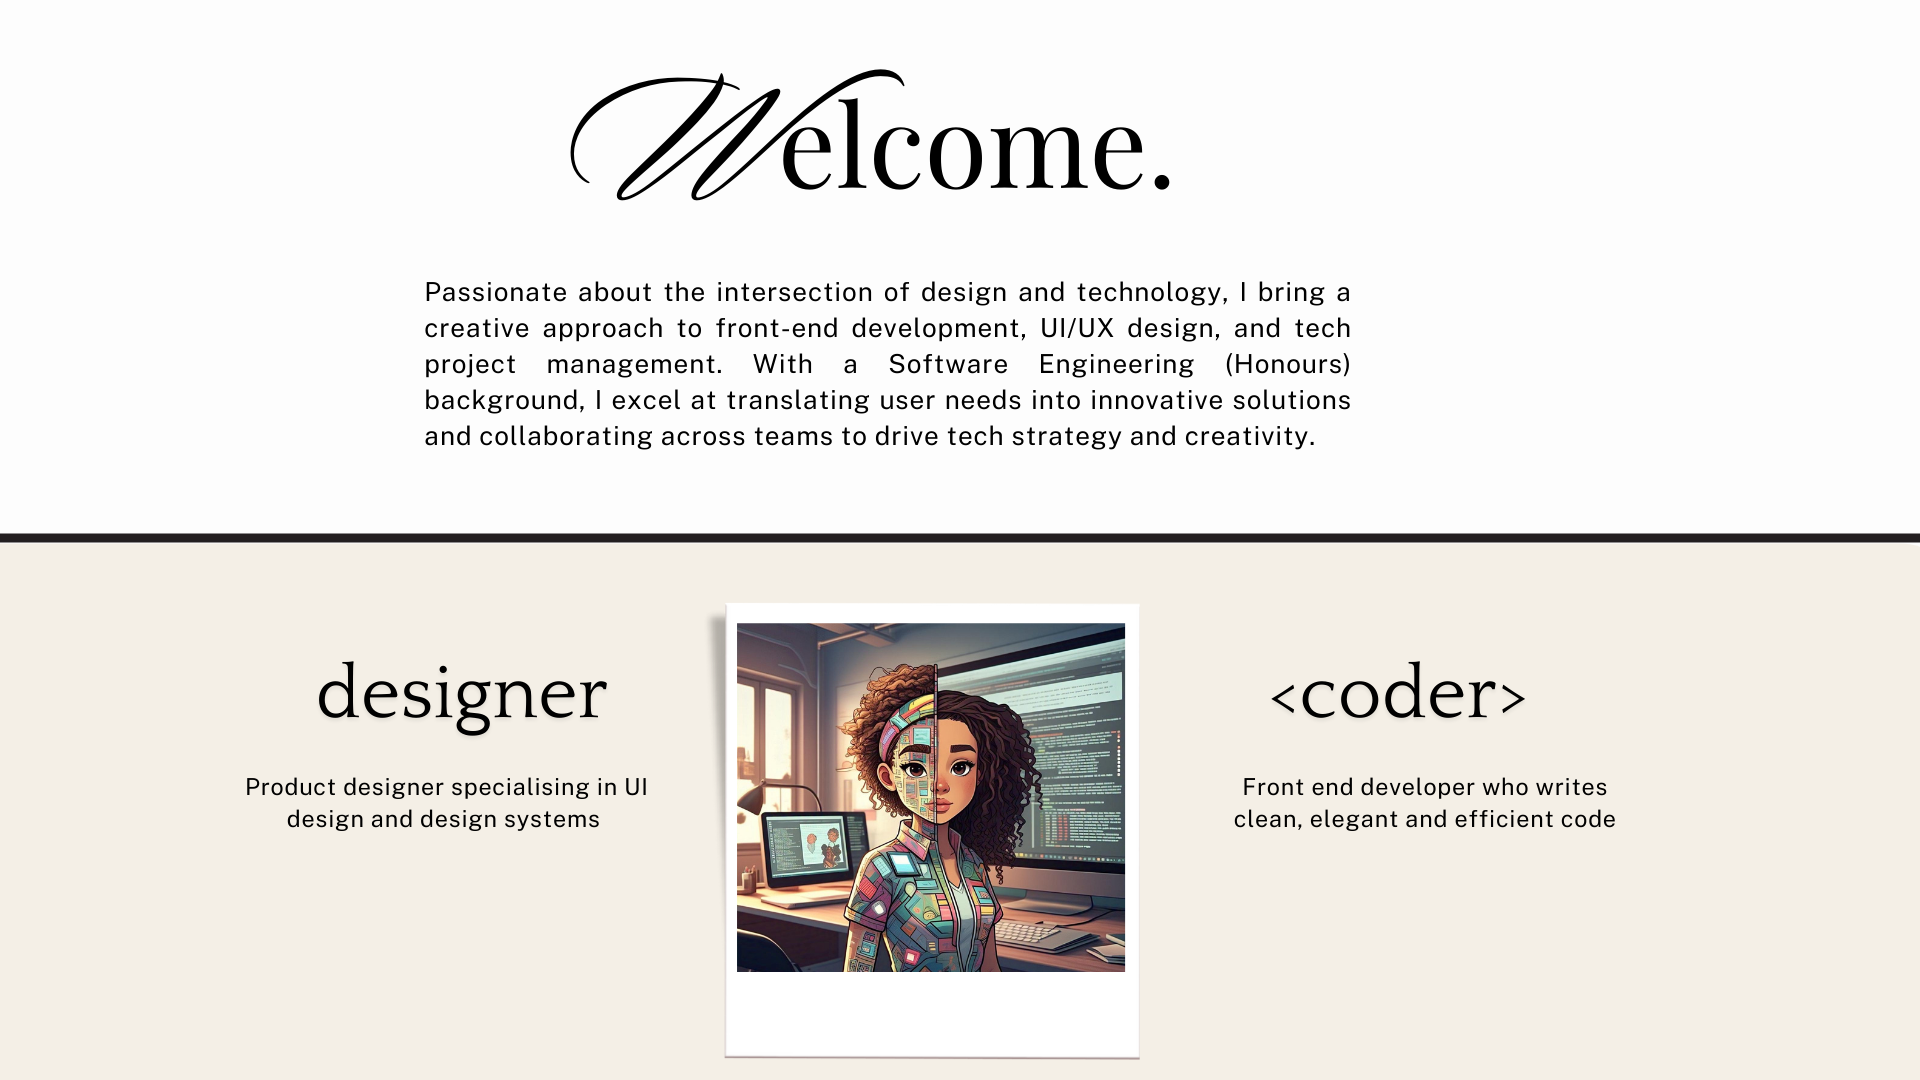 Welcome.
Passionate about the intersection of design and technology, I bring a
creative approach to front-end development, UI/UX design, and tech
project management. With a Software Engineering (Honours)
background, I excel at translating user needs into innovative solutions
and collaborating across teams to drive tech strategy and creativity.
designer
Product designer specialising in UI
design and design systems
<coder>
Front end developer who writes
clean, elegant and efficient code